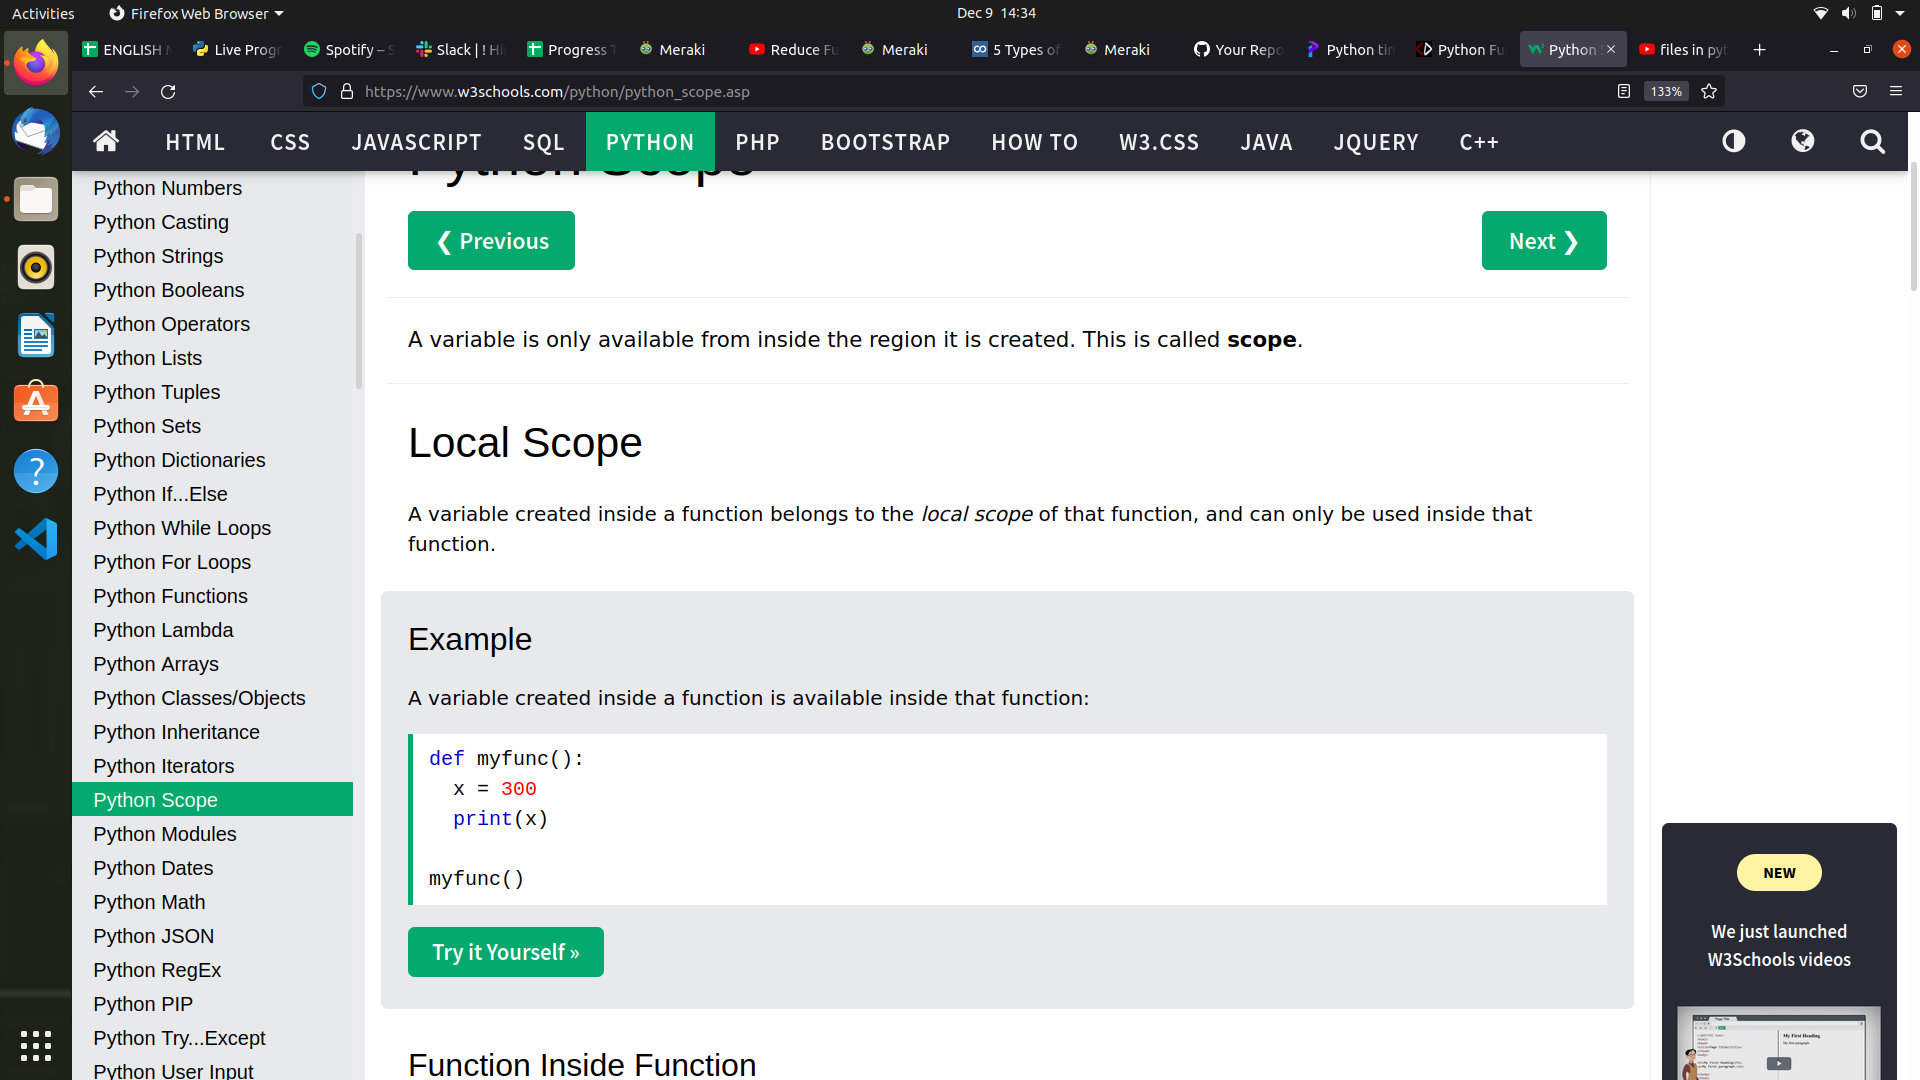 Activities
Firefox Web Browser
Dec 9 14:34
ENGLISH
Live Progr
Spotify –
Slack | ! Hi
Progress
Meraki
Reduce Fu
Meraki
5 Types of
Meraki
Your Repo
Python tim
Python Fu
Python
files in pyt
https://www.w3schools.com/python/python_scope.asp
133%
HTML
CSS
JAVASCRIPT
SQL
PYTHON
PHP
BOOTSTRAP
HOW TO
W3.CSS
JAVA
JQUERY
C++
Python Numbers
Python Casting
Python Strings
Python Booleans
Python Operators
Python Lists
Python Tuples
Python Sets
Python Dictionaries
Python If...Else
Python While Loops
Python For Loops
Python Functions
Python Lambda
Python Arrays
Python Classes/Objects
Python Inheritance
Python Iterators
Python Scope
Python Modules
Python Dates
Python Math
Python JSON
Python RegEx
Python PIP
Python Try...Except
Python User Input
Python Scope
❮ Previous
Next ❯
A variable is only available from inside the region it is created. This is called scope.
Local Scope
A variable created inside a function belongs to the local scope of that function, and can only be used inside that
function.
Example
A variable created inside a function is available inside that function:
def myfunc():
  x = 300
  print(x)
myfunc()
Try it Yourself »
Function Inside Function
NEW
We just launched
W3Schools videos
My First Heading